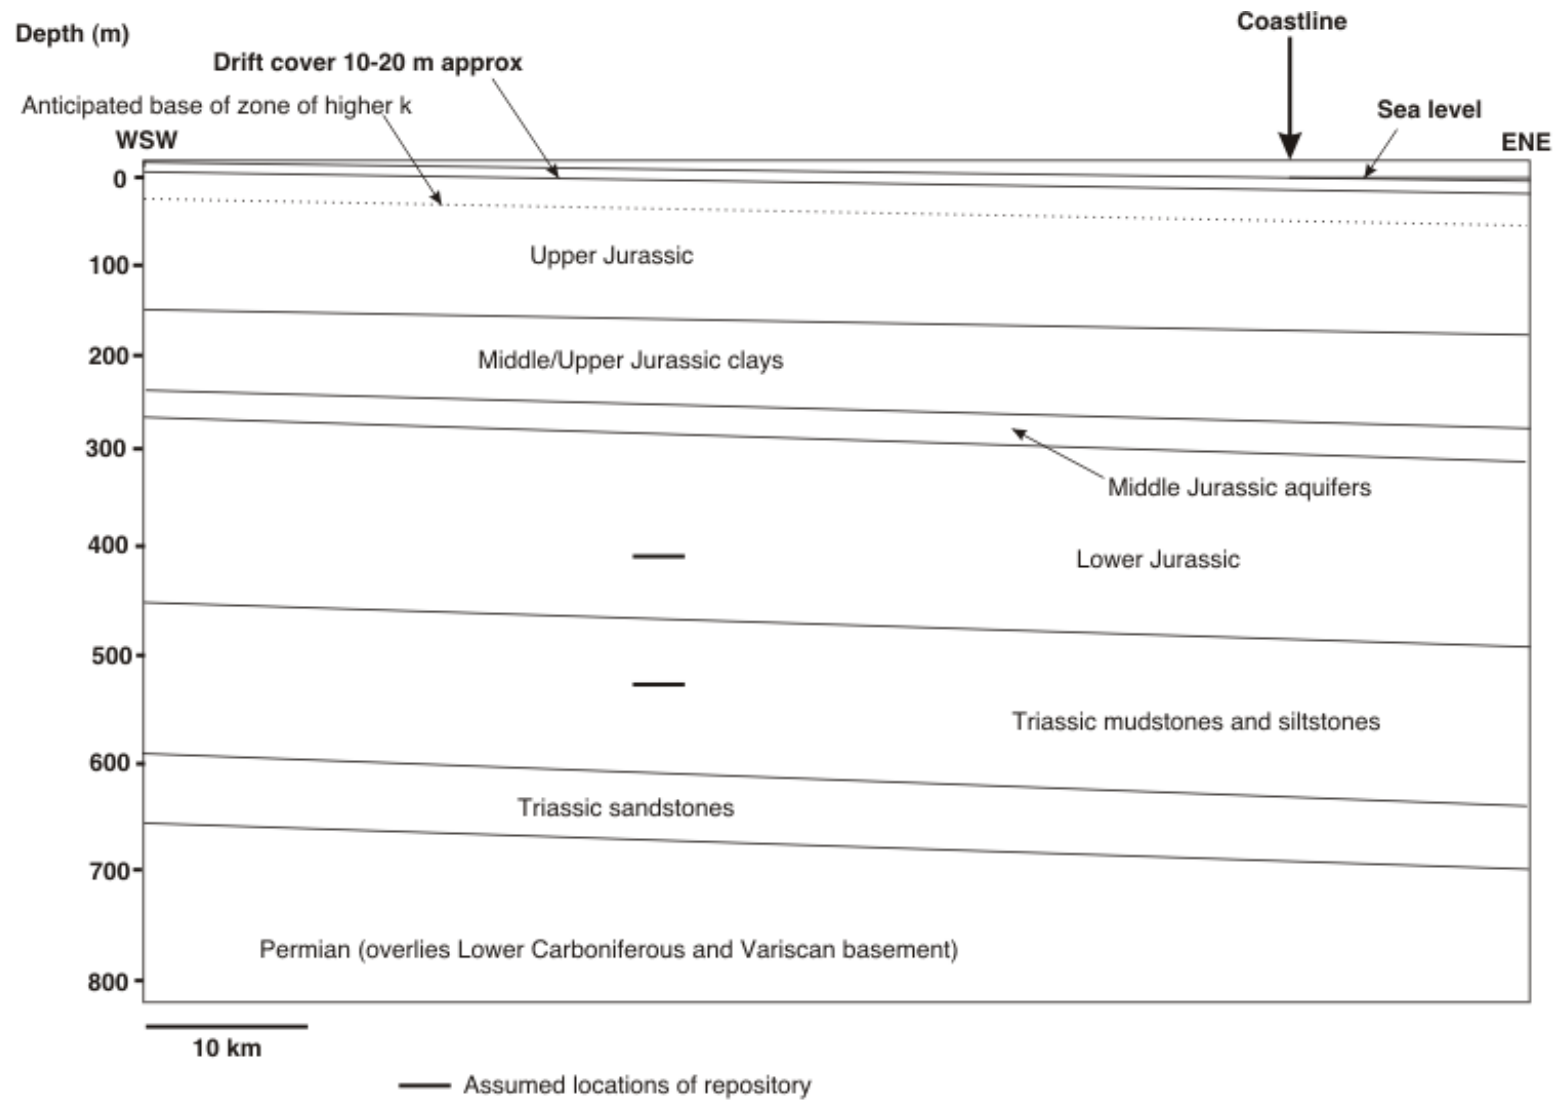 Depth (m)
Coastline
Drift cover 10-20 m approx
Anticipated base of zone of higher k
Sea level
WSW
ENE
0
100
200
300
400
500
600
700
800
Upper Jurassic
Middle/Upper Jurassic clays
Middle Jurassic aquifers
Lower Jurassic
Triassic mudstones and siltstones
Triassic sandstones
Permian (overlies Lower Carboniferous and Variscan basement)
10 km
Assumed locations of repository